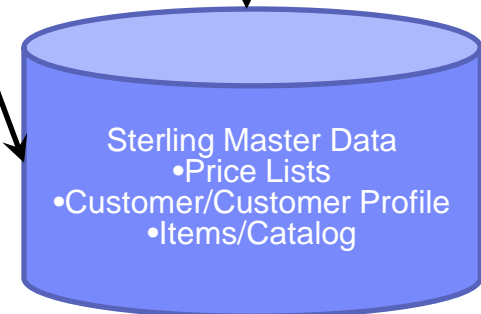 Sterling Master Data
•Price Lists
•Customer/Customer Profile
•Items/Catalog